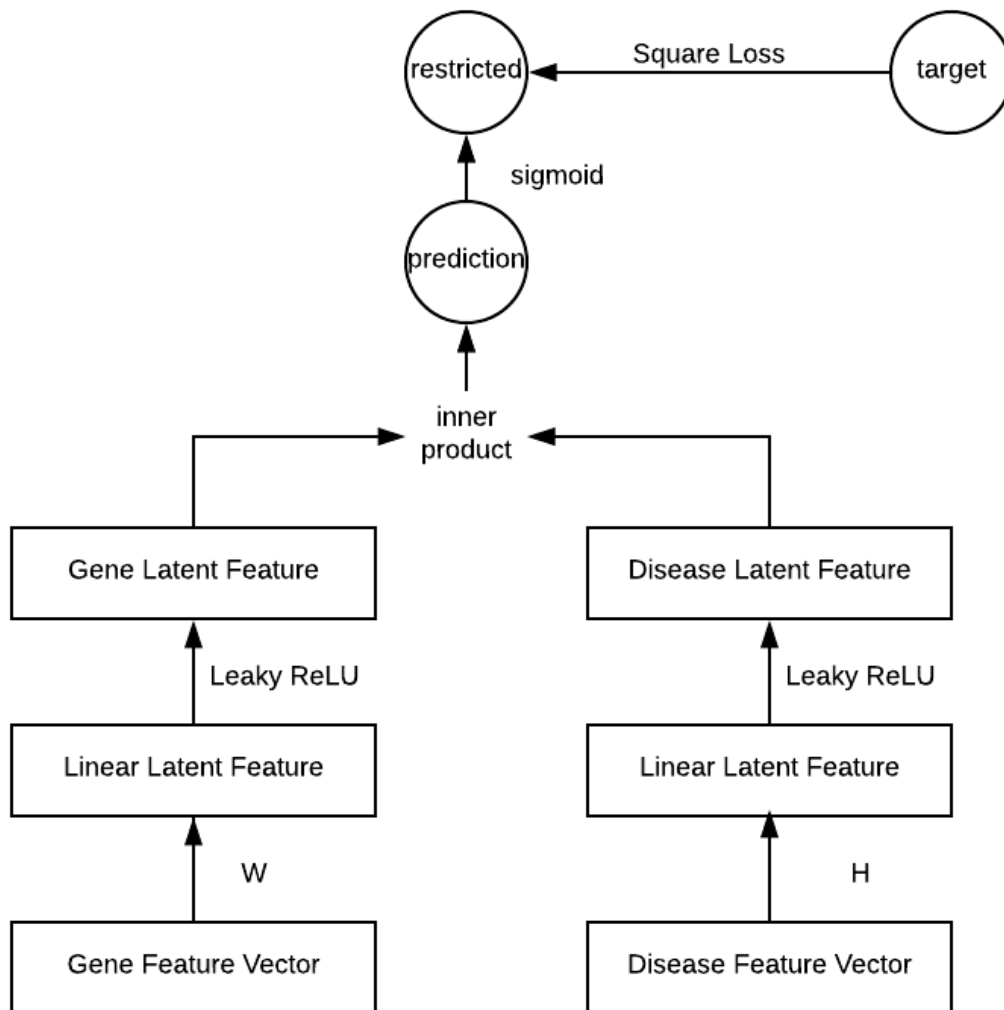 restricted
Square Loss
target
sigmoid
prediction
inner
product
Gene Latent Feature
Disease Latent Feature
Leaky ReLU
Leaky ReLU
Linear Latent Feature
Linear Latent Feature
W
H
Gene Feature Vector
Disease Feature Vector